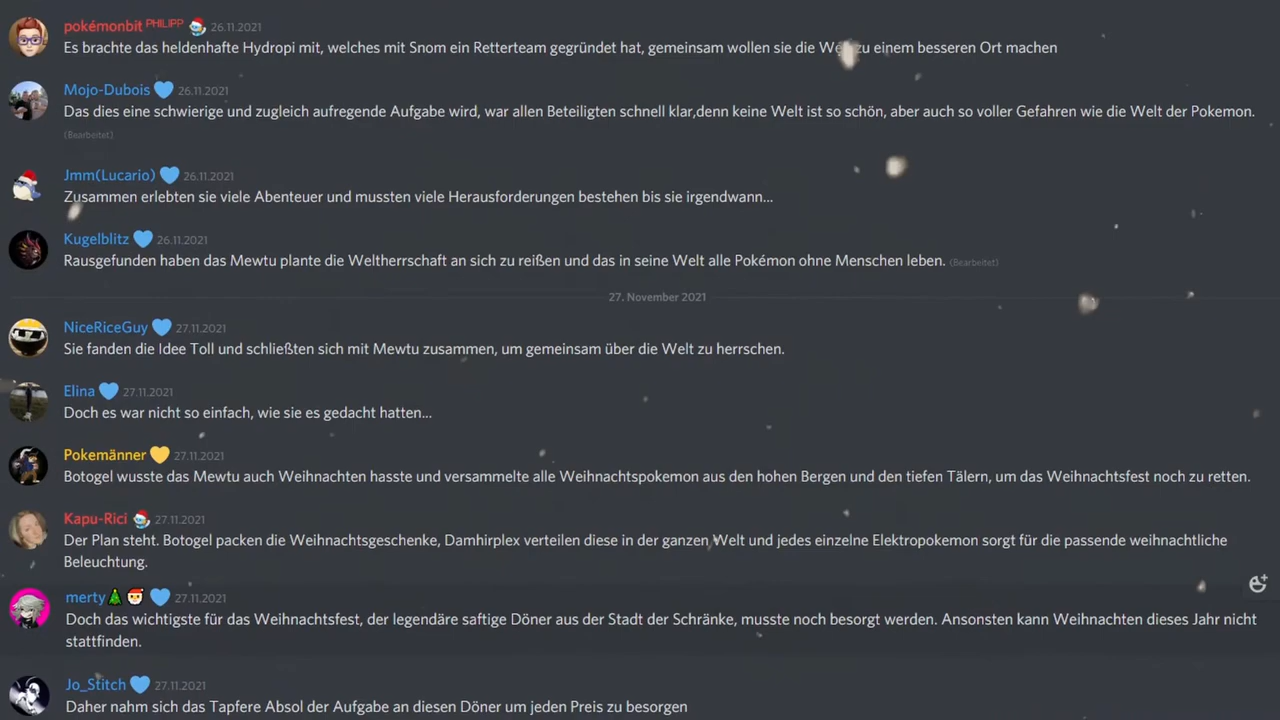 pokémonbit PHILIPP 26.11.2021
Es brachte das heldenhafte Hydropi mit, welches mit Snom ein Retterteam gegründet hat, gemeinsam wollen sie die Welt zu einem besseren Ort machen
Mojo-Dubois 26.11.2021
Das dies eine schwierige und zugleich aufregende Aufgabe wird, war allen Beteiligten schnell klar,denn keine Welt ist so schön, aber auch so voller Gefahren wie die Welt der Pokemon.
(Bearbeitet)
Jmm(Lucario) 26.11.2021
Zusammen erlebten sie viele Abenteuer und mussten viele Herausforderungen bestehen bis sie irgendwann...
Kugelblitz 26.11.2021
Rausgefunden haben das Mewtu plante die Weltherrschaft an sich zu reißen und das in seine Welt alle Pokémon ohne Menschen leben. (Bearbeitet)
27. November 2021
NiceRiceGuy 27.11.2021
Sie fanden die Idee Toll und schließten sich mit Mewtu zusammen, um gemeinsam über die Welt zu herrschen.
Elina 27.11.2021
Doch es war nicht so einfach, wie sie es gedacht hatten...
Pokemänner 27.11.2021
Botogel wusste das Mewtu auch Weihnachten hasste und versammelte alle Weihnachtspokemon aus den hohen Bergen und den tiefen Tälern, um das Weihnachtsfest noch zu retten.
Kapu-Rici 27.11.2021
Der Plan steht. Botogel packen die Weihnachtsgeschenke, Damhirplex verteilen diese in der ganzen Welt und jedes einzelne Elektropokemon sorgt für die passende weihnachtliche
Beleuchtung.
merty 27.11.2021
Doch das wichtigste für das Weihnachtsfest, der legendäre saftige Döner aus der Stadt der Schränke, musste noch besorgt werden. Ansonsten kann Weihnachten dieses Jahr nicht
stattfinden.
Jo_Stitch 27.11.2021
Daher nahm sich das Tapfere Absol der Aufgabe an diesen Döner um jeden Preis zu besorgen